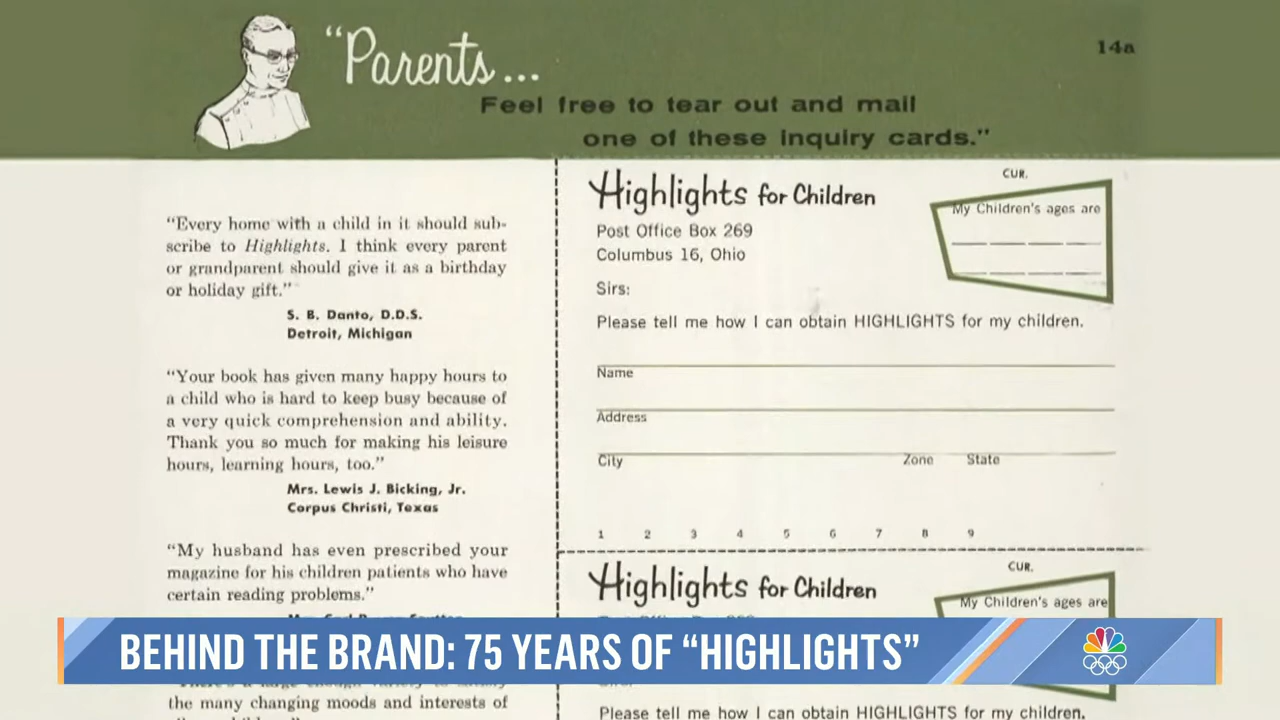 "Parents...
14a
Feel free to tear out and mail
one of these inquiry cards."
"Every home with a child in it should sub-
scribe to Highlights. I think every parent
or grandparent should give it as a birthday
or holiday gift."
S. B. Danto, D.D.S.
Detroit, Michigan
"Your book has given many happy hours to
a child who is hard to keep busy because of
a very quick comprehension and ability.
Thank you so much for making his leisure
hours, learning hours, too."
Mrs. Lewis J. Bicking, Jr.
Corpus Christi, Texas
"My husband has even prescribed your
magazine for his children patients who have
certain reading problems."
the many changing moods and interests of
CUR.
Highlights for Children
My Children's ages are
Post Office Box 269
Columbus 16, Ohio
Sirs:
Please tell me how I can obtain HIGHLIGHTS for my children.
Name
Address
City Zone State
1 2 3 4 5 6 7 8 9
CUR.
Highlights for Children
My Children's ages are
Please tell me how I can obtain HIGHLIGHTS for my children.
BEHIND THE BRAND: 75 YEARS OF "HIGHLIGHTS"